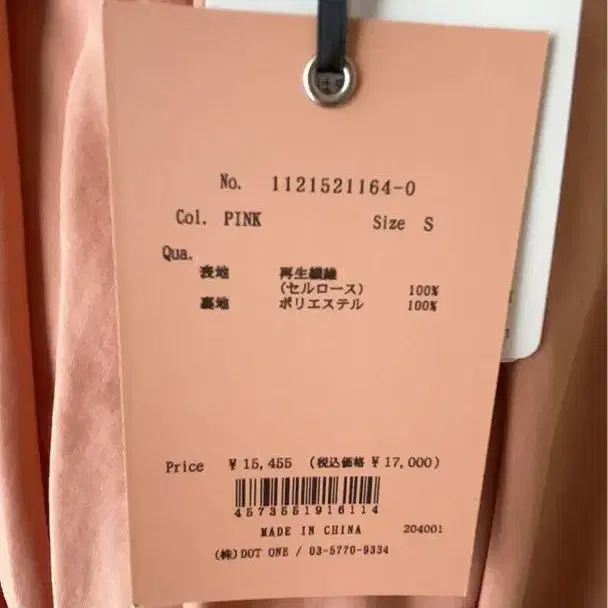 No. 1121521164-0
Col. PINK Size S
Qua.
表地 再生繊維
(セルロース) 100%
裏地 ポリエステル 100%
Price ¥15,455 (税込価格 ¥17,000)
4573551916114
MADE IN CHINA 204001
(株)DOT ONE / 03-5770-9334